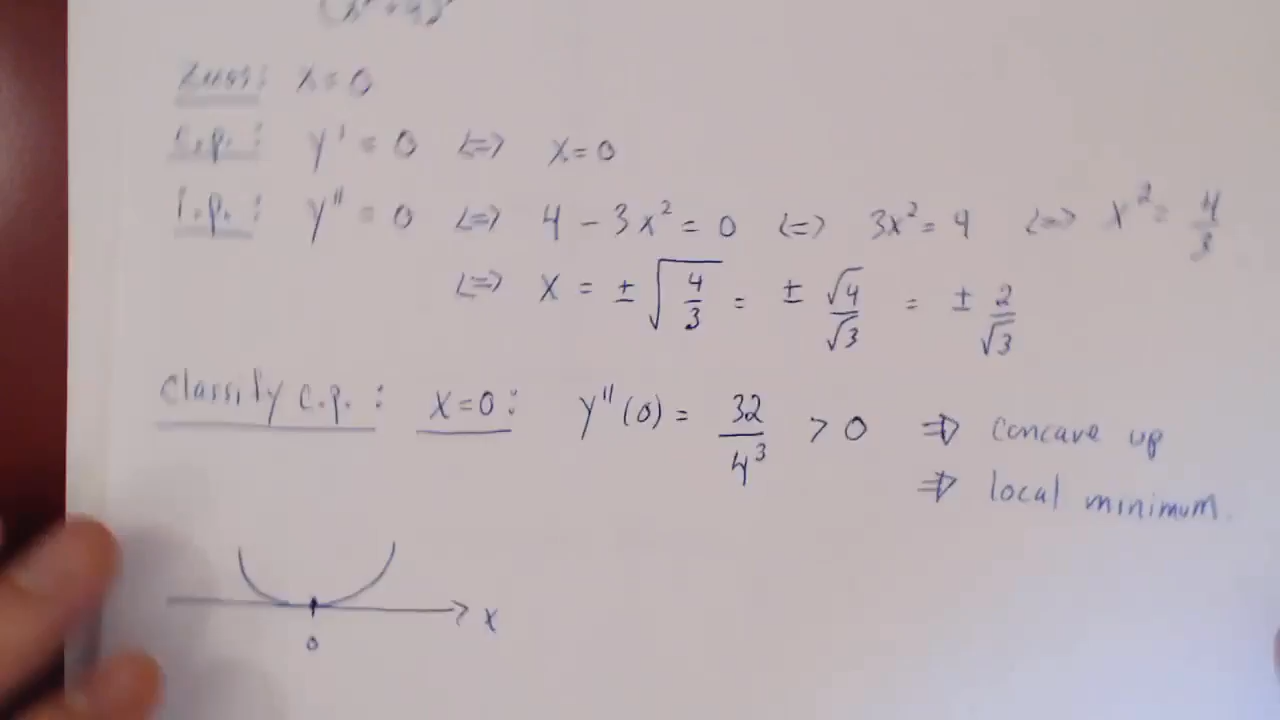 Zeros: x = 0
c.p.: y' = 0 <=> x = 0
I.p.: y'' = 0 <=> 4 - 3x² = 0 <=> 3x² = 4 <=> x² = 4/3
<=> x = ± √(4/3) = ± √4/√3 = ± 2/√3
Classify c.p.: x = 0: y''(0) = 32/4³ > 0 => concave up
=> local minimum.
x
0